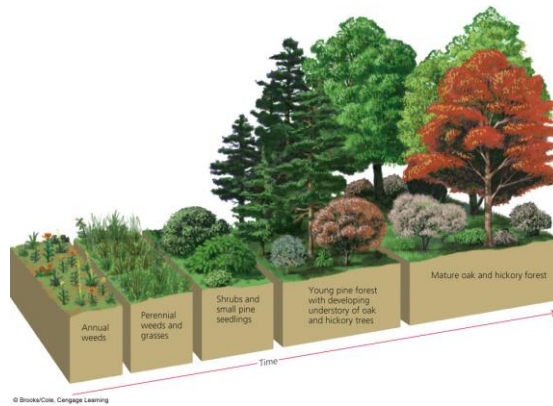 Annual
weeds
Perennial
weeds and
grasses
Shrubs and
small pine
seedlings
Young pine forest
with developing
understory of oak
and hickory trees
Mature oak and hickory forest
Time
© Brooks/Cole, Cengage Learning